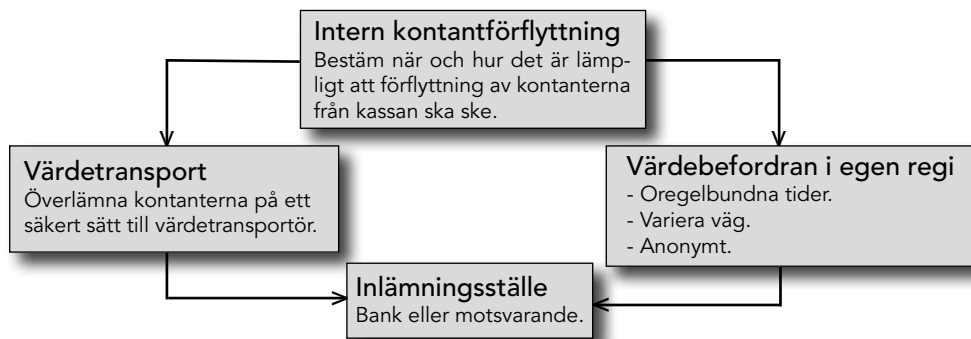 Intern kontantförflyttning
Bestäm när och hur det är lämp-
ligt att förflyttning av kontanterna
från kassan ska ske.
Värdetransport
Överlämna kontanterna på ett
säkert sätt till värdetransportör.
Värdebefordran i egen regi
- Oregelbundna tider.
- Variera väg.
- Anonymt.
Inlämningsställe
Bank eller motsvarande.